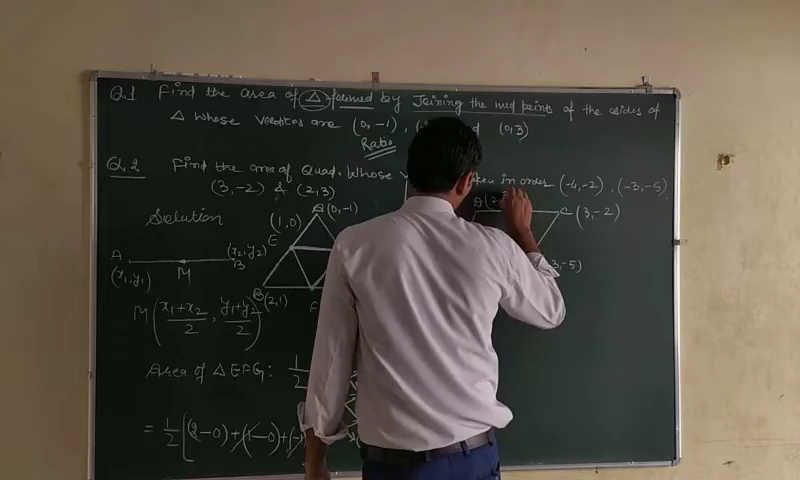 Q.1 Find the area of △ formed by Joining the mid points of the sides of
△ Whose vertices are (0, -1), (0, 3)
Ratio
Q.2 Find the area of Quad. Whose taken in order (-4, -2), (-3, -5),
(3, -2) & (2, 3)
Solution
(1, 0) (0, -1)
D(2 C (3, -2)
A (x₂, y₂)
E
(x₁, y₁) M B
B (2, 1) F 3, -5)
M(x₁+x₂/2, y₁+y₂/2)
Area of △ EFG: 1/2
= 1/2 [(2-0)+(1-0)+(